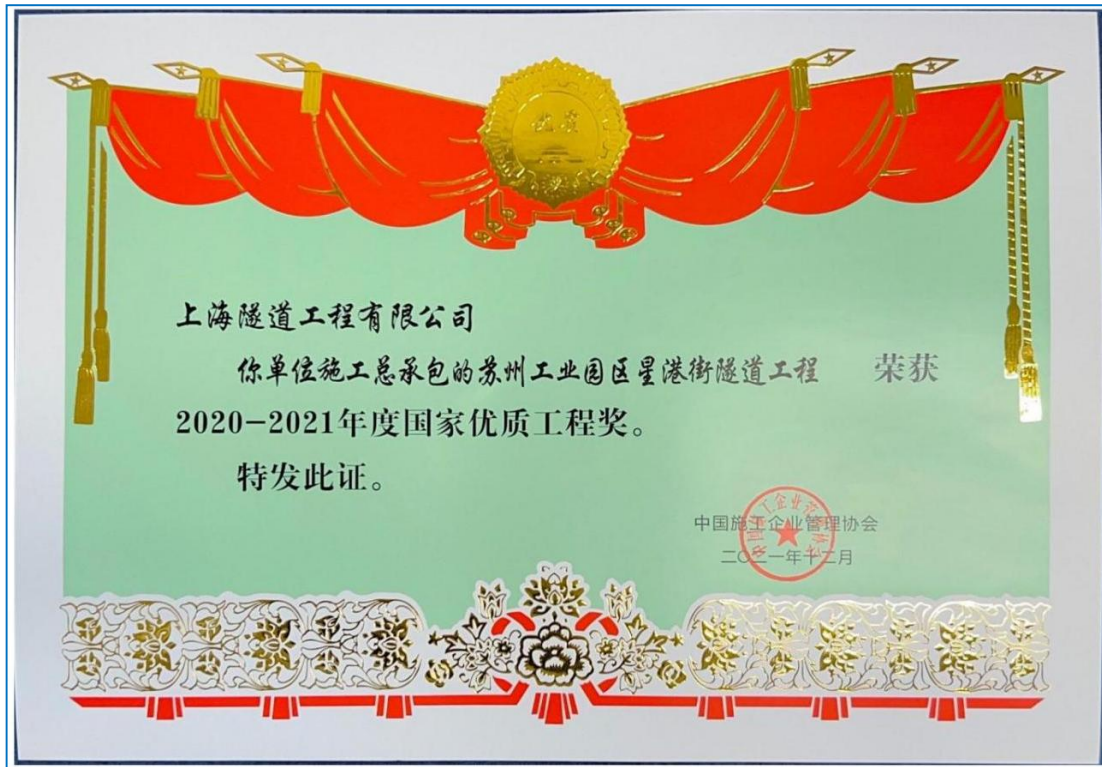 上海隧道工程有限公司
你单位施工总承包的苏州工业园区星港街隧道工程 荣获
2020-2021年度国家优质工程奖。
特发此证。
中国施工企业管理协会
二〇二一年十二月